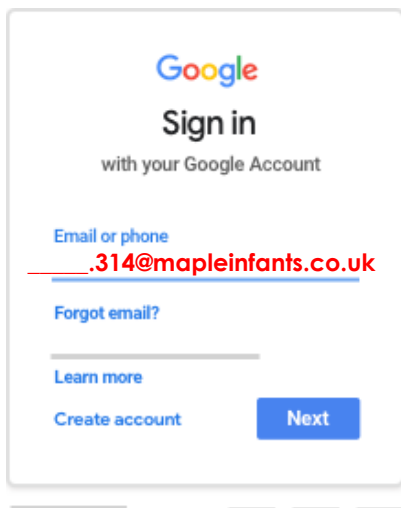 Google
Sign in
with your Google Account
Email or phone
_____.314@mapleinfants.co.uk
Forgot email?
Learn more
Create account Next